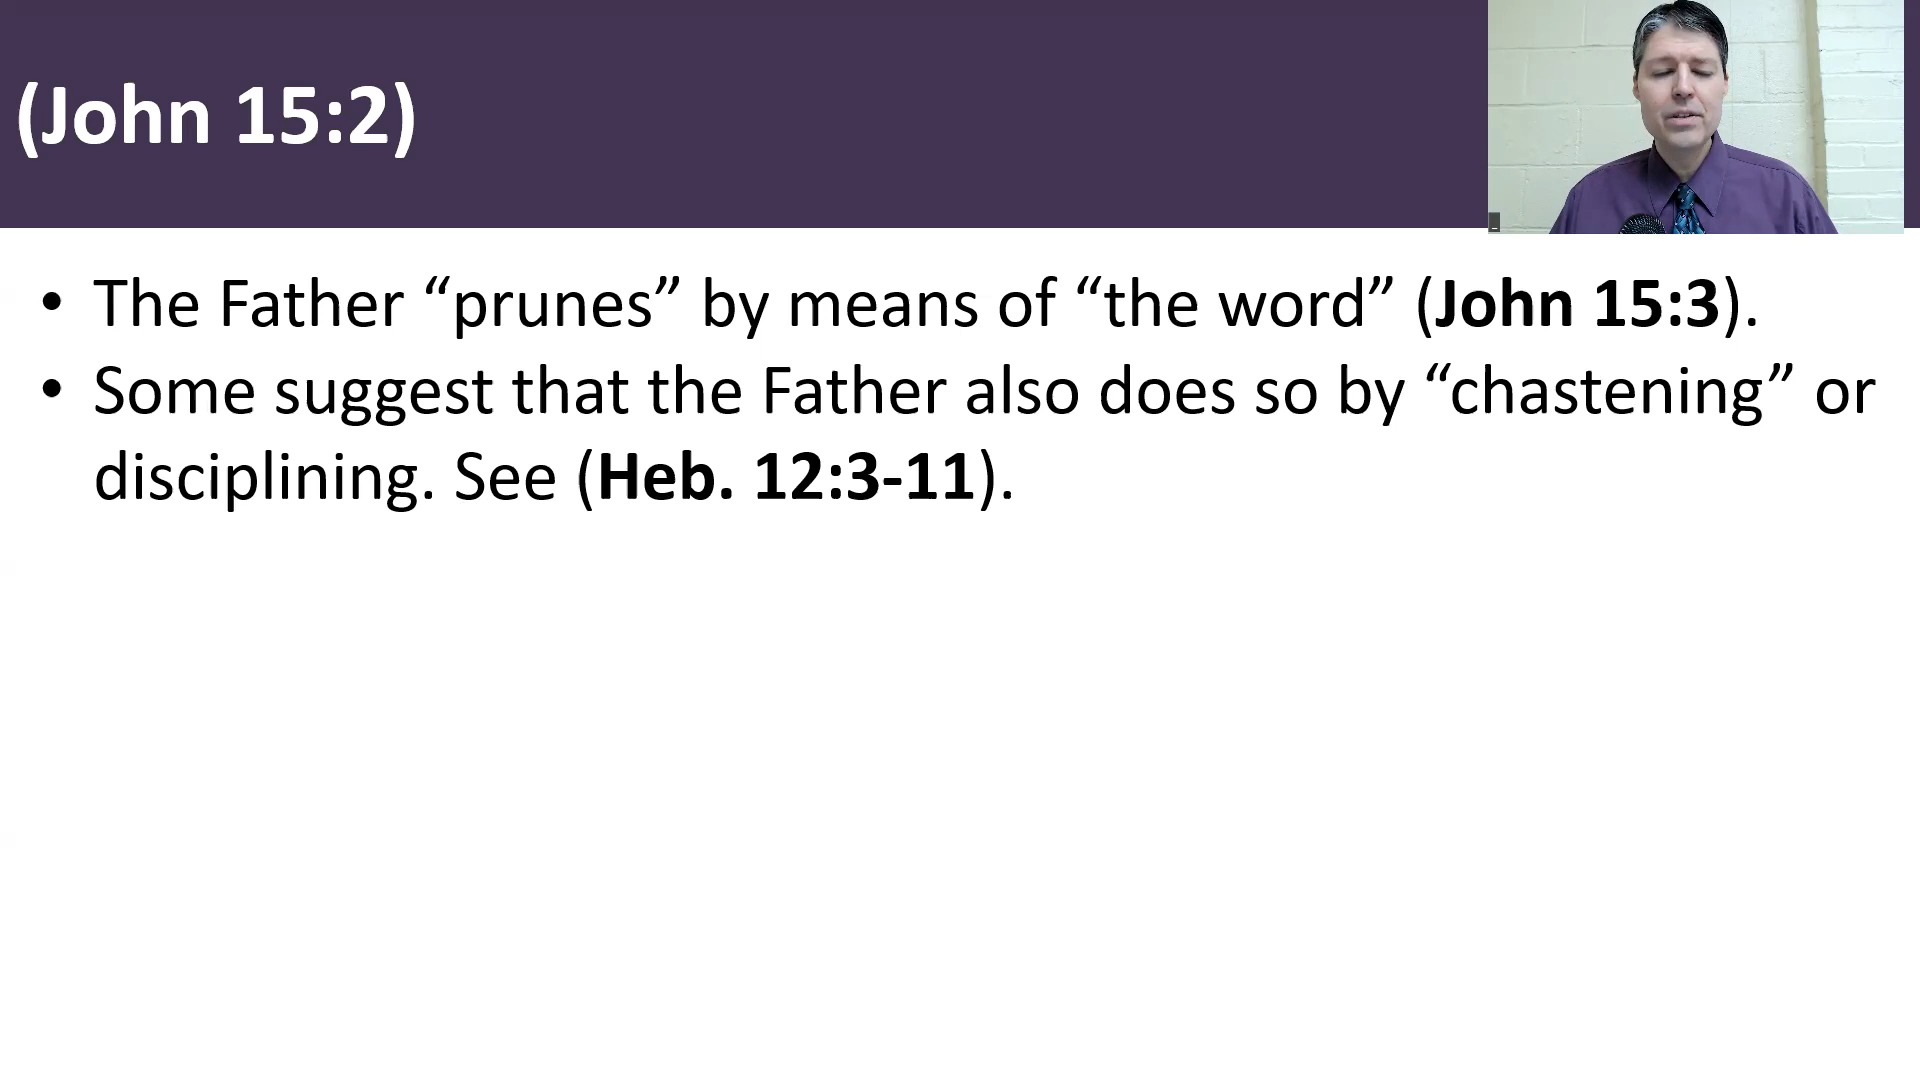 (John 15:2)
• The Father “prunes” by means of “the word” (John 15:3).
• Some suggest that the Father also does so by “chastening” or
disciplining. See (Heb. 12:3-11).